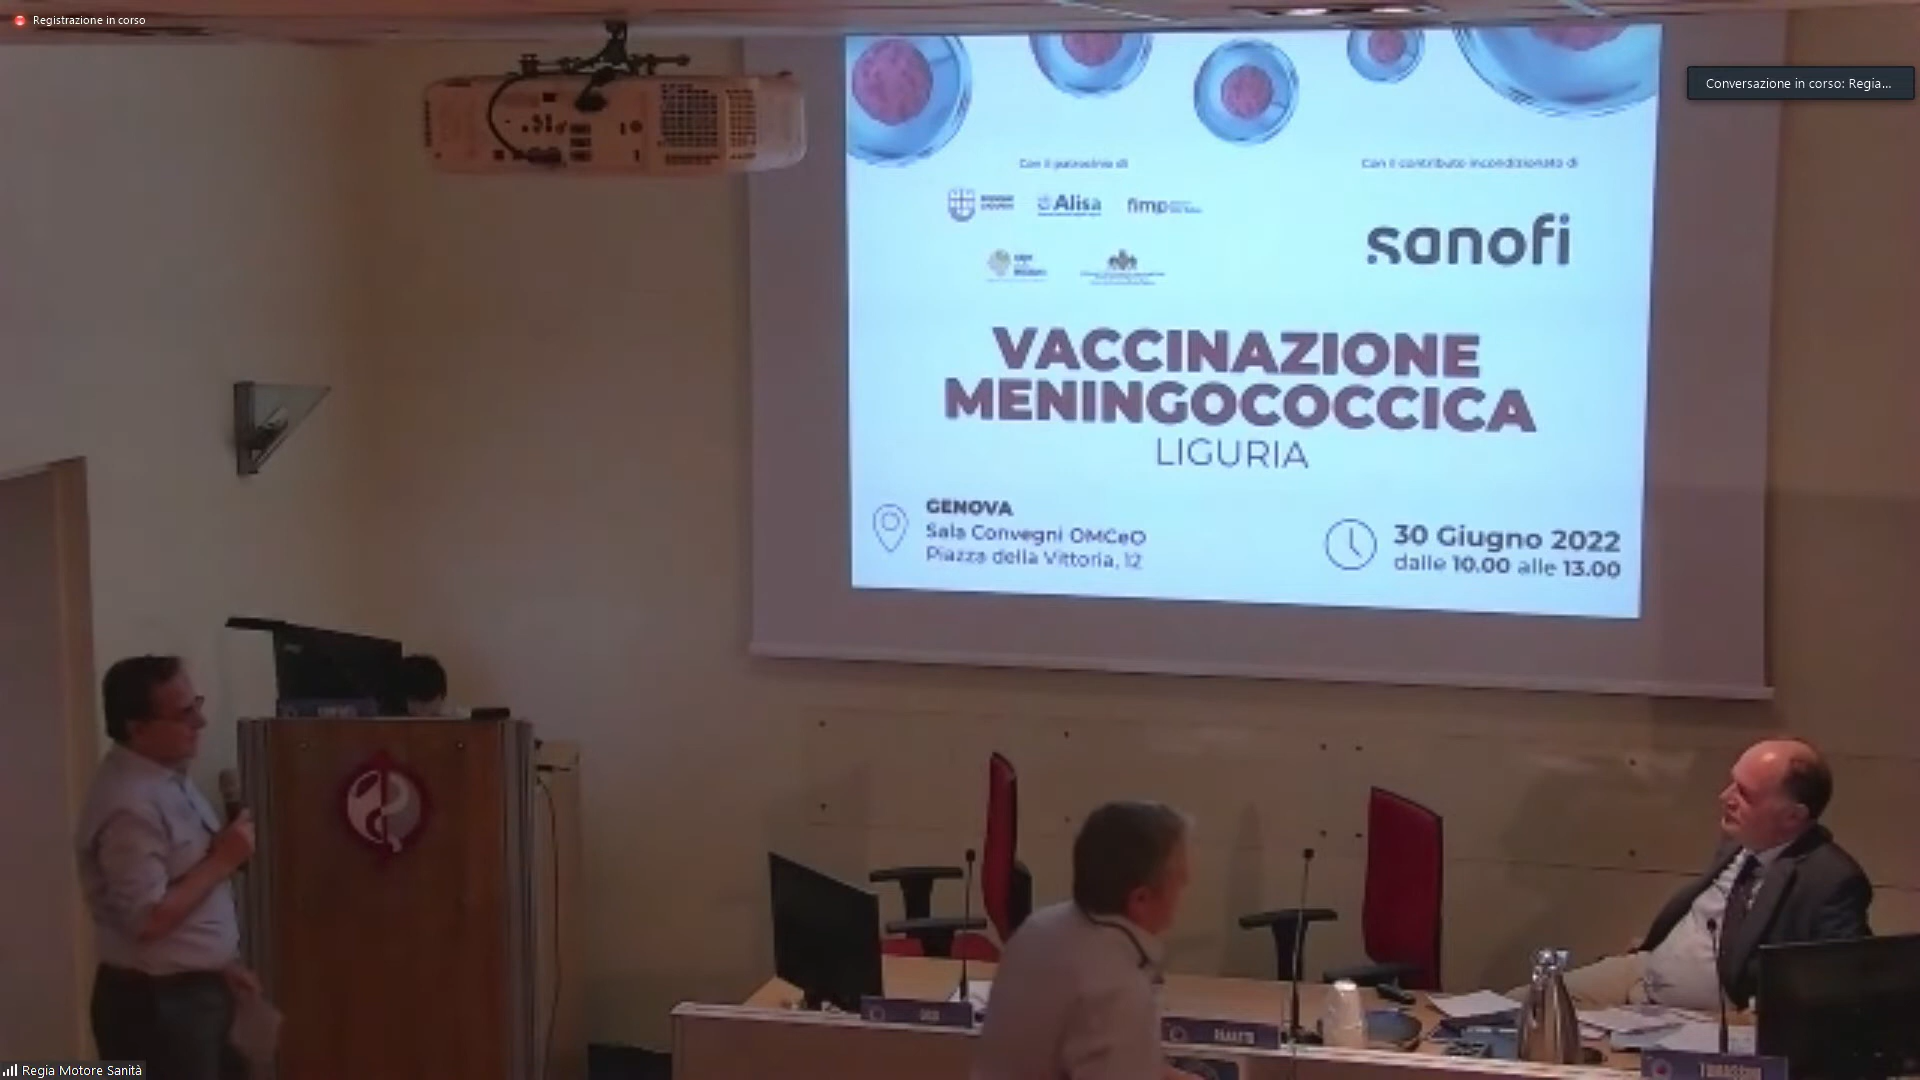 Registrazione in corso
Conversazione in corso: Regia...
Con il patrocinio di
Con il contributo incondizionato di
Alisa
fimp
sanofi
VACCINAZIONE
MENINGOCOCCICA
LIGURIA
GENOVA
Sala Convegni OMCeO
Piazza della Vittoria, 12
30 Giugno 2022
dalle 10.00 alle 13.00
Regia Motore Sanità